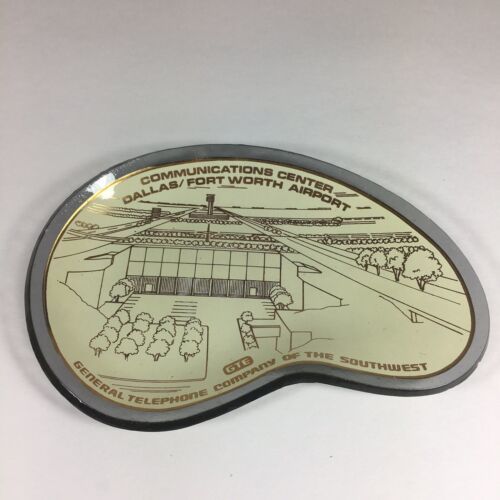 COMMUNICATIONS CENTER
DALLAS/FORT WORTH AIRPORT
GENERAL TELEPHONE COMPANY OF THE SOUTHWEST
GTE